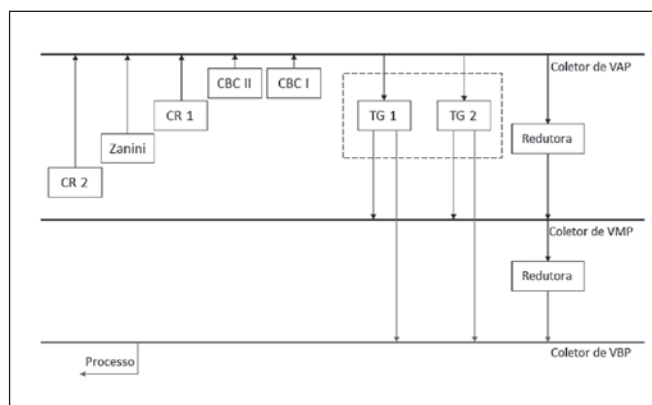 Coletor de VAP
CBC II
CBC I
CR 1
TG 1
TG 2
Zanini
Redutora
CR 2
Coletor de VMP
Redutora
Coletor de VBP
Processo